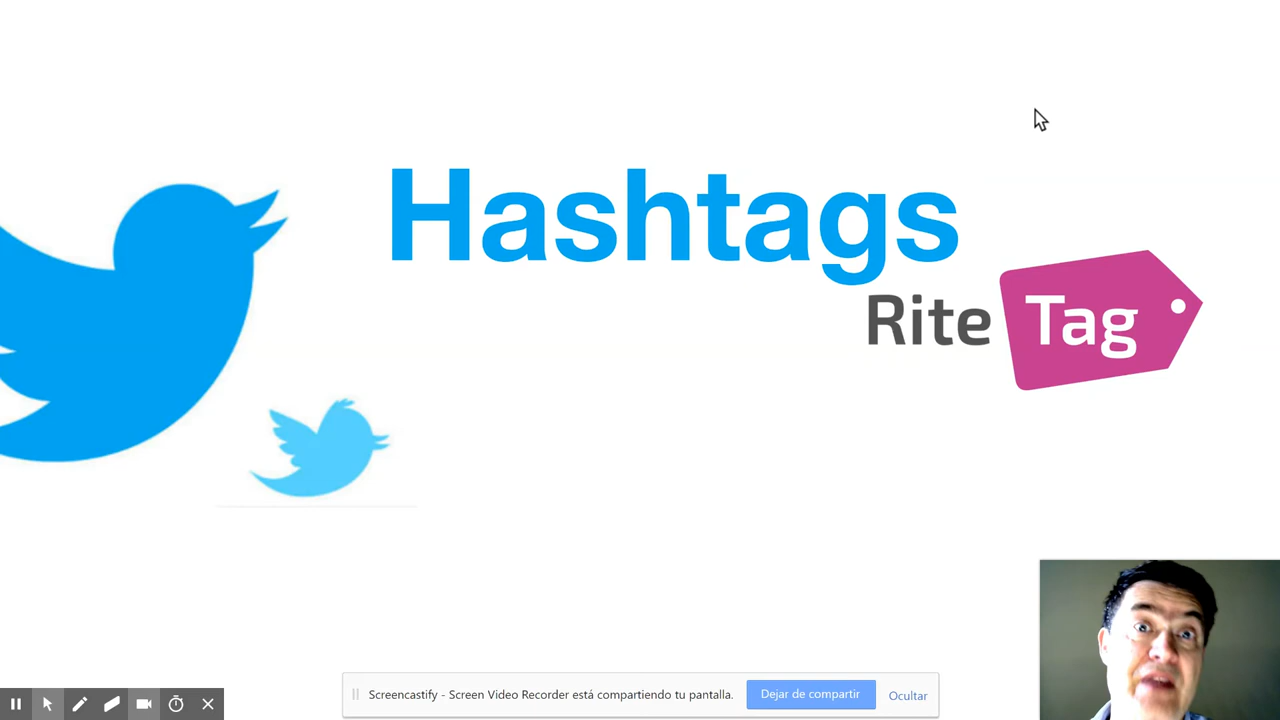 Hashtags
Rite Tag
Screencastify - Screen Video Recorder está compartiendo tu pantalla. Dejar de compartir Ocultar